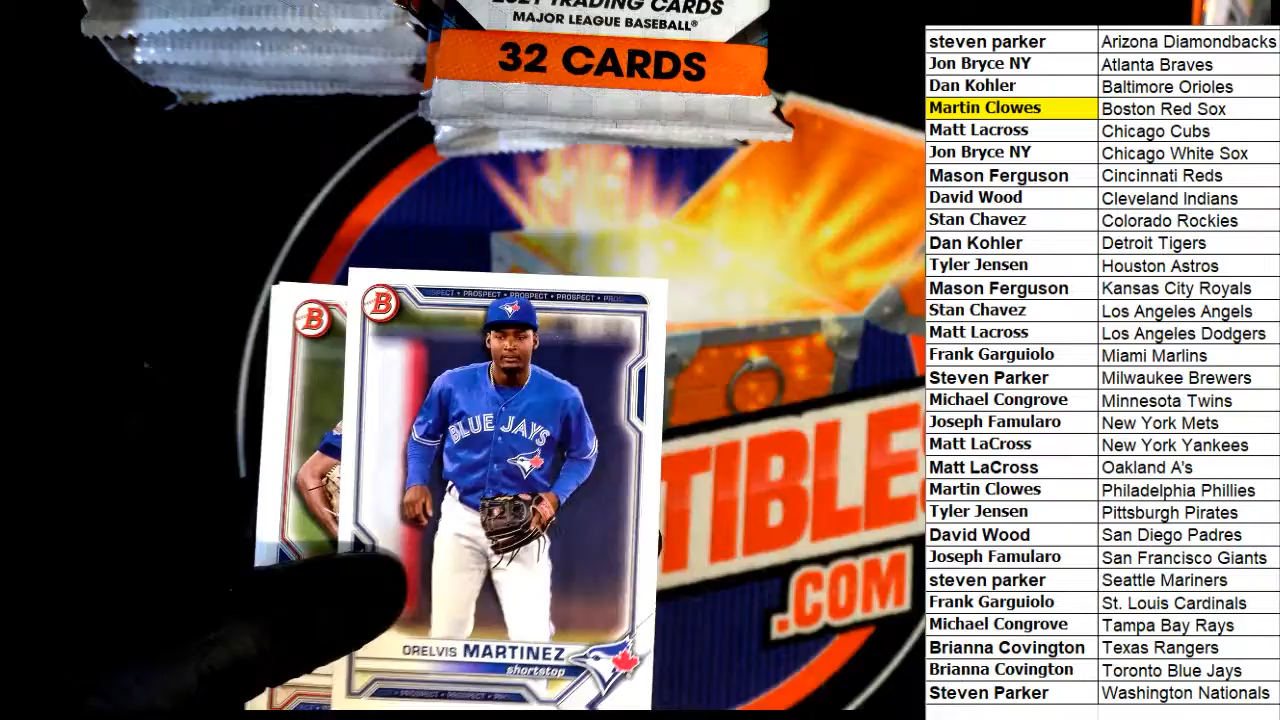 2021 TRADING CARDS
MAJOR LEAGUE BASEBALL®
32 CARDS
B
B
PROSPECT • PROSPECT • PROSPECT • PROSPECT
BLUE JAYS
ORELVIS MARTINEZ
shortstop
PROSPECT • PROSPECT
TIBLE
.COM
steven parker Arizona Diamondbacks
Jon Bryce NY Atlanta Braves
Dan Kohler Baltimore Orioles
Martin Clowes Boston Red Sox
Matt Lacross Chicago Cubs
Jon Bryce NY Chicago White Sox
Mason Ferguson Cincinnati Reds
David Wood Cleveland Indians
Stan Chavez Colorado Rockies
Dan Kohler Detroit Tigers
Tyler Jensen Houston Astros
Mason Ferguson Kansas City Royals
Stan Chavez Los Angeles Angels
Matt Lacross Los Angeles Dodgers
Frank Garguiolo Miami Marlins
Steven Parker Milwaukee Brewers
Michael Congrove Minnesota Twins
Joseph Famularo New York Mets
Matt LaCross New York Yankees
Matt LaCross Oakland A's
Martin Clowes Philadelphia Phillies
Tyler Jensen Pittsburgh Pirates
David Wood San Diego Padres
Joseph Famularo San Francisco Giants
steven parker Seattle Mariners
Frank Garguiolo St. Louis Cardinals
Michael Congrove Tampa Bay Rays
Brianna Covington Texas Rangers
Brianna Covington Toronto Blue Jays
Steven Parker Washington Nationals